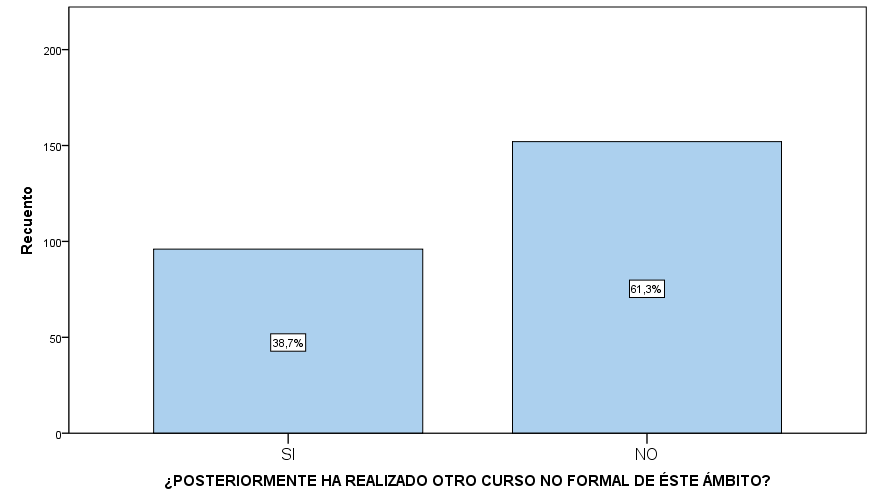 200
150
100
50
0
Recuento
38,7%
61,3%
SI
NO
¿POSTERIORMENTE HA REALIZADO OTRO CURSO NO FORMAL DE ÉSTE ÁMBITO?